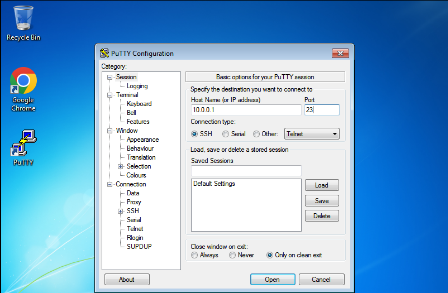 Recycle Bin
Google
Chrome
PuTTY
PuTTY Configuration
Category:
Session
Logging
Terminal
Keyboard
Bell
Features
Window
Appearance
Behaviour
Translation
Selection
Colours
Connection
Data
Proxy
SSH
Serial
Telnet
Rlogin
SUPDUP
Basic options for your PuTTY session
Specify the destination you want to connect to
Host Name (or IP address) Port
10.0.0.1 23
Connection type:
SSH Serial Other: Telnet
Load, save or delete a stored session
Saved Sessions
Default Settings
Load
Save
Delete
Close window on exit:
Always Never Only on clean exit
About Open Cancel